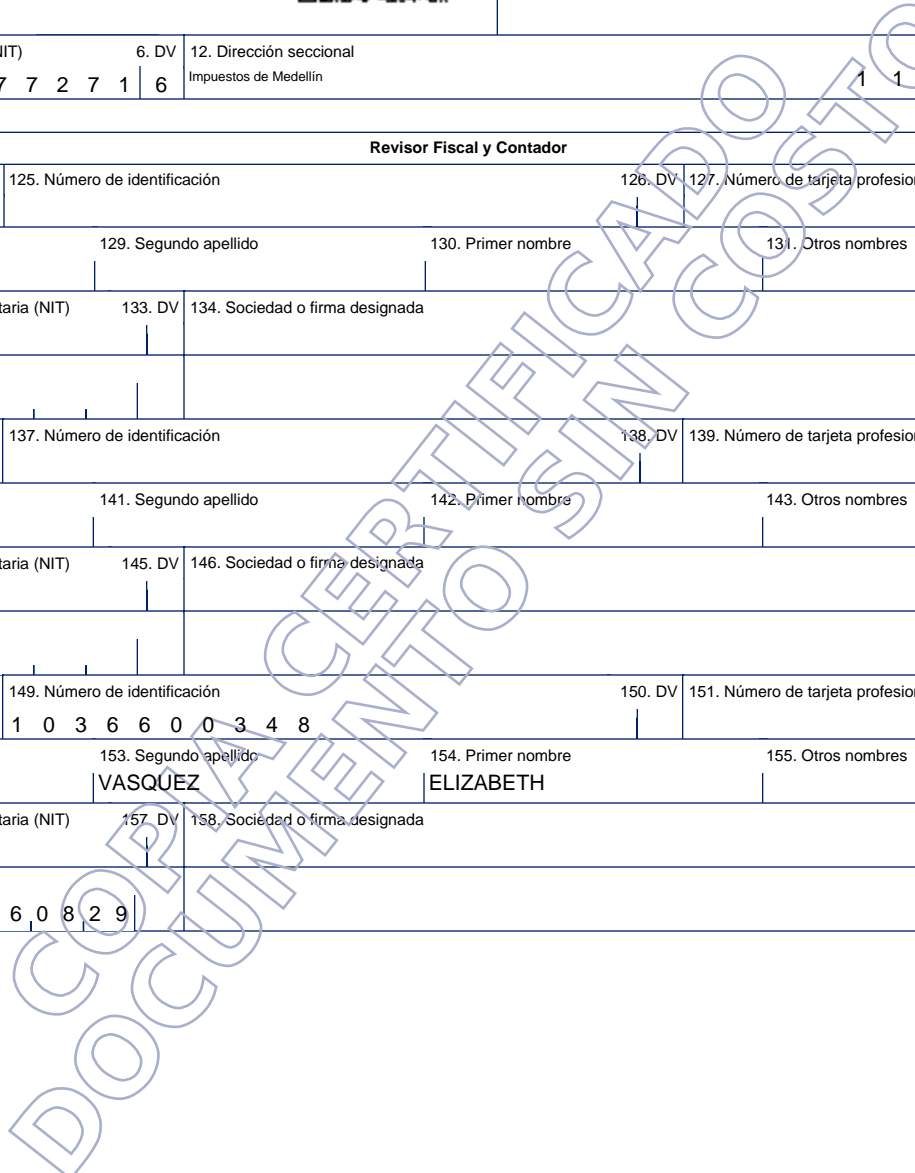 NIT) 6. DV 12. Dirección seccional
7 7 2 7 1 6 Impuestos de Medellín 1 1
Revisor Fiscal y Contador
125. Número de identificación 126. DV 127. Número de tarjeta profesion
129. Segundo apellido 130. Primer nombre 131. Otros nombres
taria (NIT) 133. DV 134. Sociedad o firma designada
137. Número de identificación 138. DV 139. Número de tarjeta profesion
141. Segundo apellido 142. Primer nombre 143. Otros nombres
taria (NIT) 145. DV 146. Sociedad o firma designada
149. Número de identificación 150. DV 151. Número de tarjeta profesion
1 0 3 6 6 0 0 3 4 8
153. Segundo apellido 154. Primer nombre 155. Otros nombres
VASQUEZ ELIZABETH
taria (NIT) 157. DV 158. Sociedad o firma designada
6 0 8 2 9
COPIA CERTIFICADO
DOCUMENTO SIN COSTO